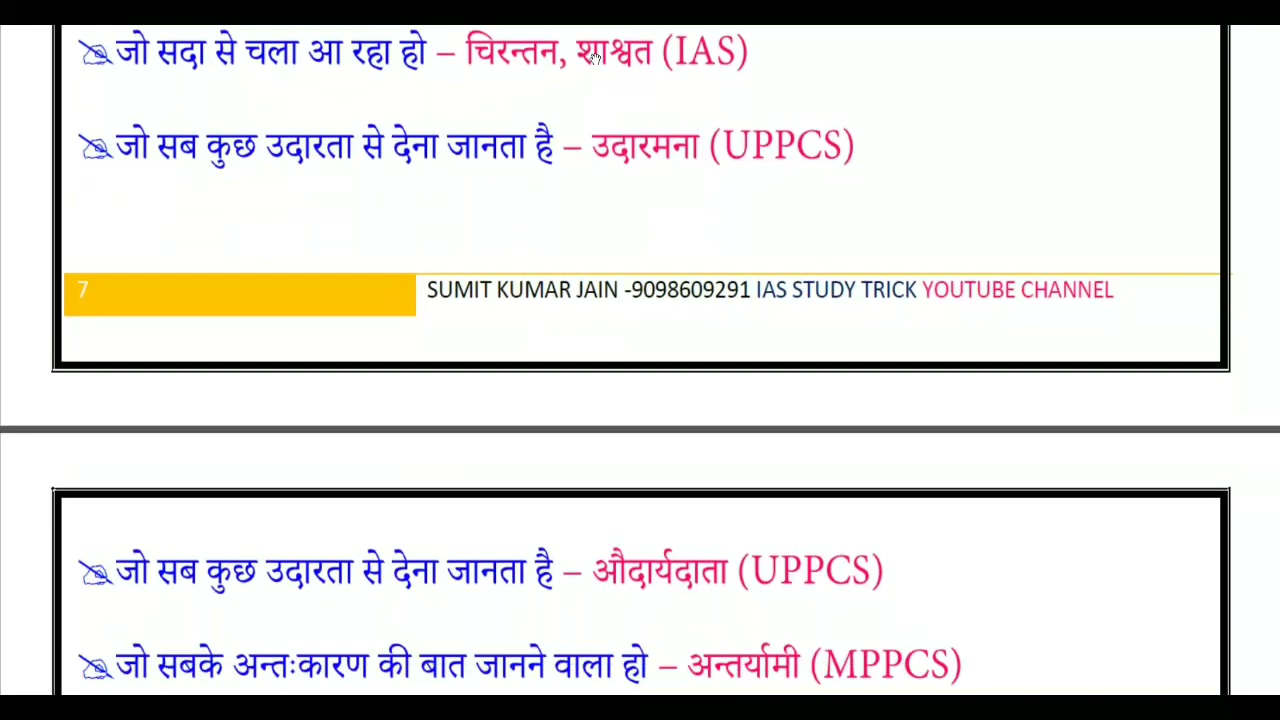 जो सदा से चला आ रहा हो – चिरन्तन, शाश्वत (IAS)
जो सब कुछ उदारता से देना जानता है – उदारमना (UPPCS)
7 SUMIT KUMAR JAIN -9098609291 IAS STUDY TRICK YOUTUBE CHANNEL
जो सब कुछ उदारता से देना जानता है – औदार्यदाता (UPPCS)
जो सबके अन्तःकारण की बात जानने वाला हो – अन्तर्यामी (MPPCS)